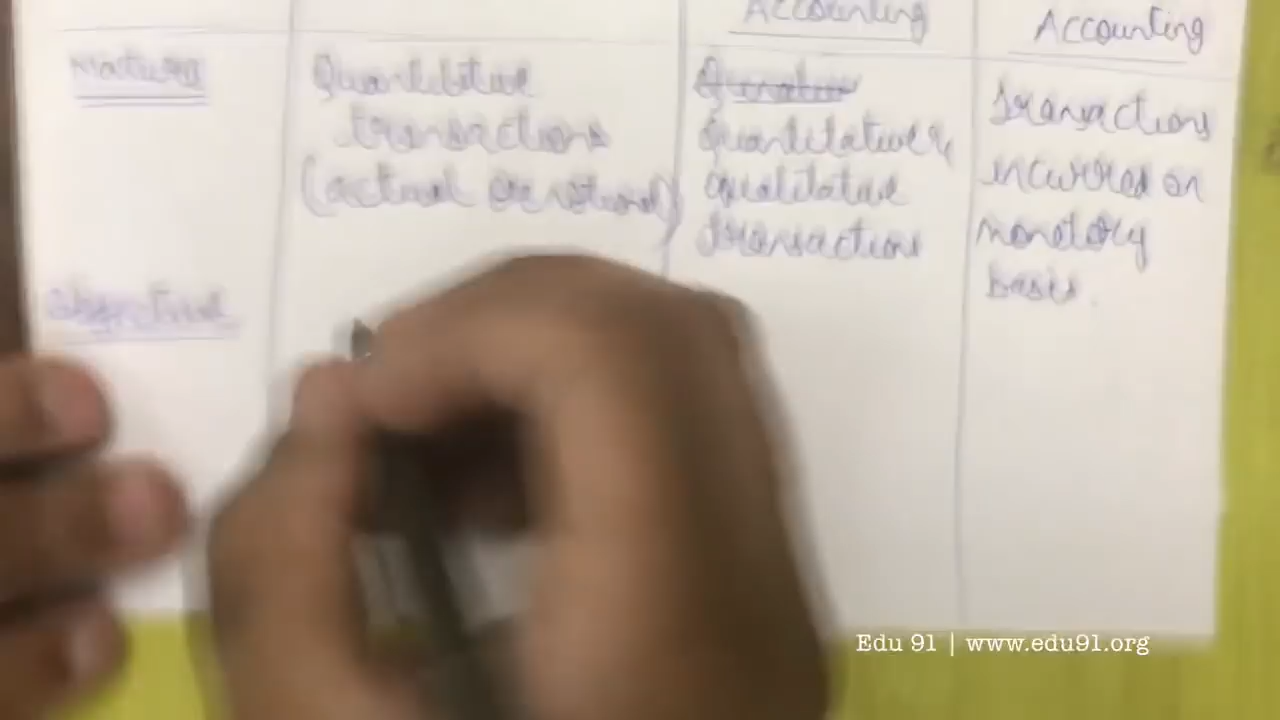 Accounting
Accounting
Nature
Quantitative
transactions
(actual or notional)
Quantitative &
qualitative
transactions
Transactions
incurred on
monetary
basis.
Objective
Edu 91 | www.edu91.org